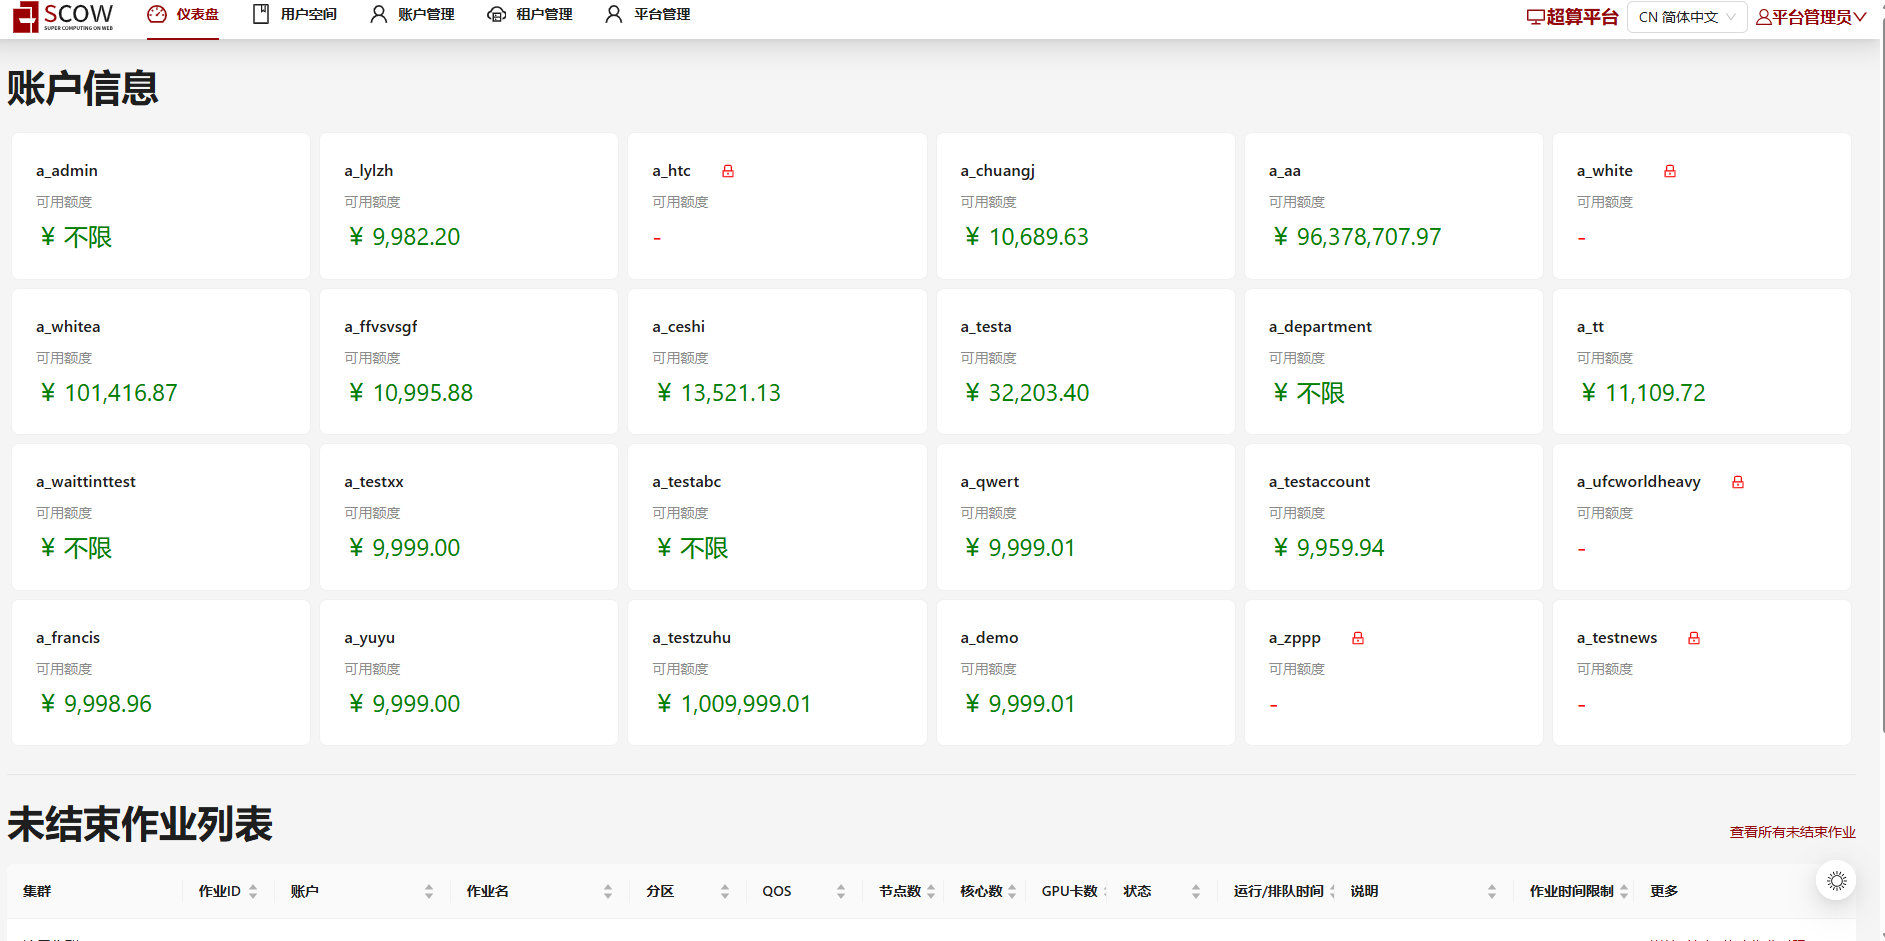 SCOW
SUPER COMPUTING ON WEB
仪表盘
用户空间
账户管理
租户管理
平台管理
超算平台
CN 简体中文
平台管理员
账户信息
a_admin
可用额度
¥ 不限
a_lylzh
可用额度
¥ 9,982.20
a_htc
可用额度
-
a_chuangj
可用额度
¥ 10,689.63
a_aa
可用额度
¥ 96,378,707.97
a_white
可用额度
-
a_whitea
可用额度
¥ 101,416.87
a_ffvsvsgf
可用额度
¥ 10,995.88
a_ceshi
可用额度
¥ 13,521.13
a_testa
可用额度
¥ 32,203.40
a_department
可用额度
¥ 不限
a_tt
可用额度
¥ 11,109.72
a_waittinttest
可用额度
¥ 不限
a_testxx
可用额度
¥ 9,999.00
a_testabc
可用额度
¥ 不限
a_qwert
可用额度
¥ 9,999.01
a_testaccount
可用额度
¥ 9,959.94
a_ufcworldheavy
可用额度
-
a_francis
可用额度
¥ 9,998.96
a_yuyu
可用额度
¥ 9,999.00
a_testzuhu
可用额度
¥ 1,009,999.01
a_demo
可用额度
¥ 9,999.01
a_zppp
可用额度
-
a_testnews
可用额度
-
未结束作业列表
查看所有未结束作业
集群
作业ID
账户
作业名
分区
QOS
节点数
核心数
GPU卡数
状态
运行/排队时间
说明
作业时间限制
更多